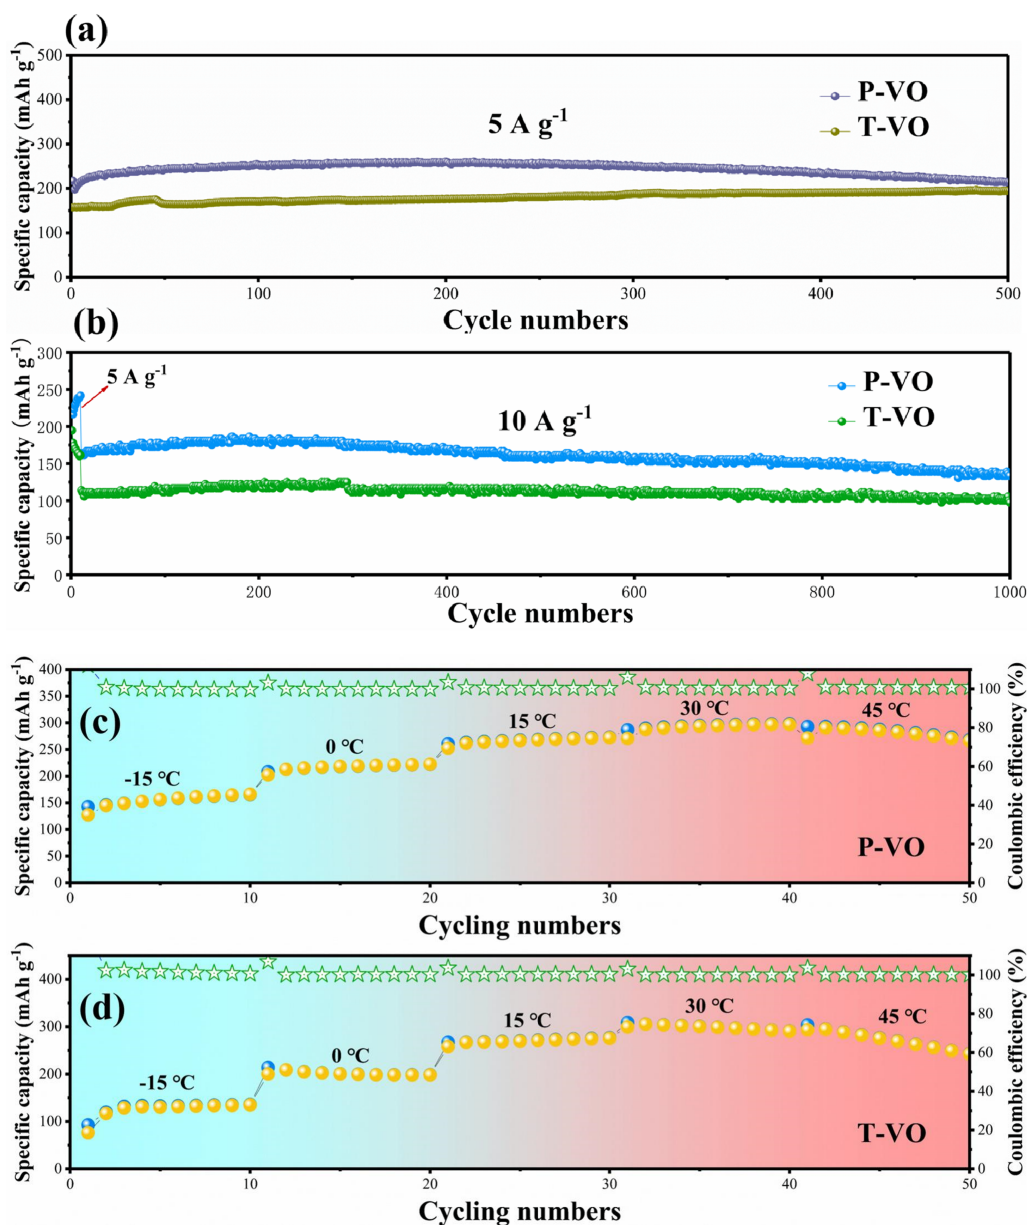 (a)
Specific capacity (mAh g⁻¹)
500
400
300
200
100
0
5 A g⁻¹
P-VO
T-VO
0 100 200 300 400 500
Cycle numbers
(b)
Specific capacity (mAh g⁻¹)
300
250
200
150
100
50
0
5 A g⁻¹
10 A g⁻¹
P-VO
T-VO
0 200 400 600 800 1000
Cycle numbers
(c)
Specific capacity (mAh g⁻¹)
400
350
300
250
200
150
100
50
0
-15 ℃
0 ℃
15 ℃
30 ℃
45 ℃
P-VO
100
80
60
40
20
0
Coulombic efficiency (%)
0 10 20 30 40 50
Cycling numbers
(d)
Specific capacity (mAh g⁻¹)
400
300
200
100
0
-15 ℃
0 ℃
15 ℃
30 ℃
45 ℃
T-VO
100
80
60
40
20
0
Coulombic efficiency (%)
0 10 20 30 40 50
Cycling numbers